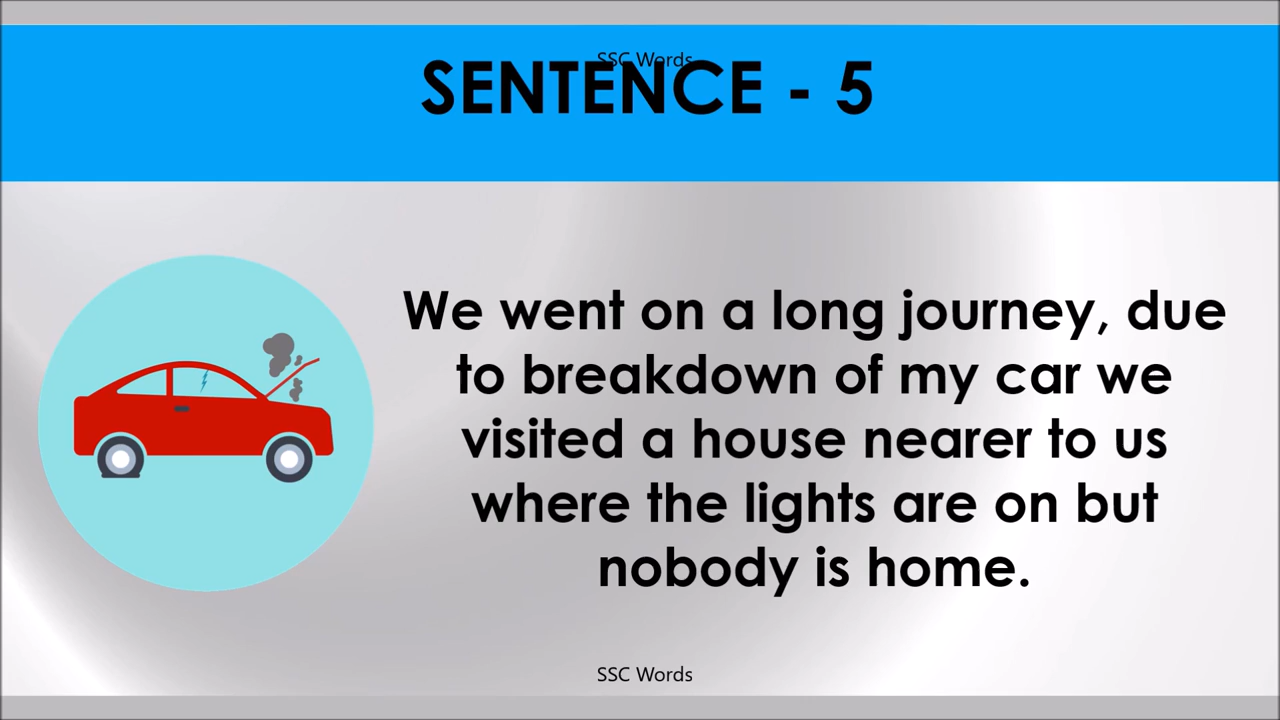 SSC Words
SENTENCE - 5
We went on a long journey, due
to breakdown of my car we
visited a house nearer to us
where the lights are on but
nobody is home.
SSC Words